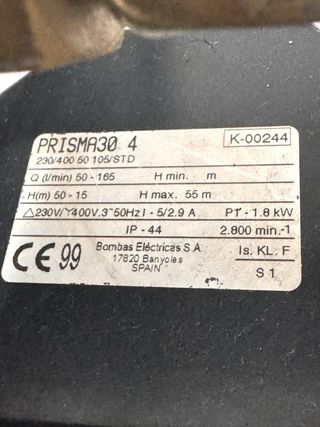 PRISMA30 4
K-00244
230/400 50 105/STD
Q (l/min) 50 - 165 H min. m
H(m) 50 - 15 H max. 55 m
△230V/Y400V.3~50Hz I - 5/2.9 A P1 - 1.8 kW
IP - 44 2.800 min.-1
CE 99 Bombas Eléctricas S.A. Is. KL. F
17820 Banyoles
SPAIN S 1